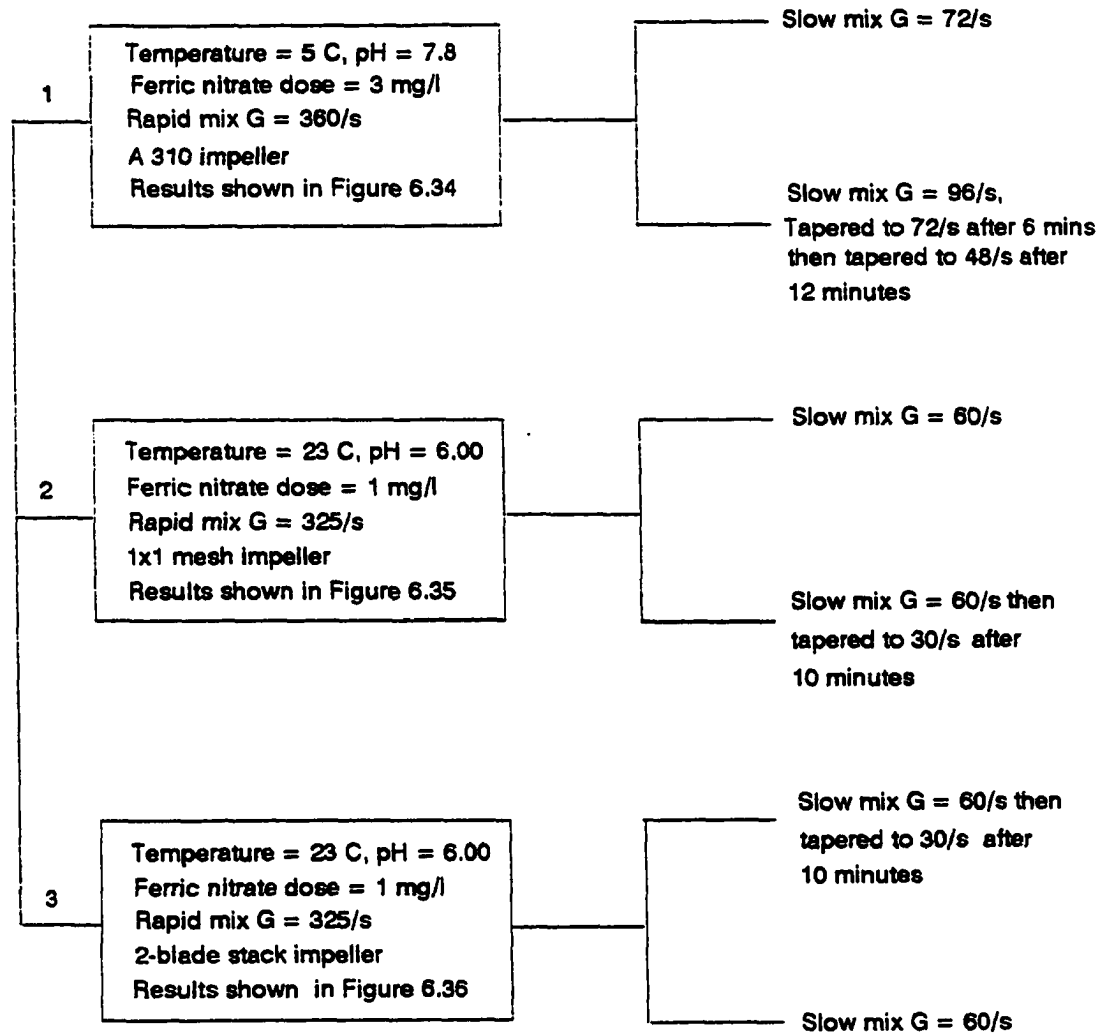 Slow mix G = 72/s
1
Temperature = 5 C, pH = 7.8
Ferric nitrate dose = 3 mg/l
Rapid mix G = 360/s
A 310 impeller
Results shown in Figure 6.34
Slow mix G = 96/s,
Tapered to 72/s after 6 mins
then tapered to 48/s after
12 minutes
2
Temperature = 23 C, pH = 6.00
Ferric nitrate dose = 1 mg/l
Rapid mix G = 325/s
1x1 mesh impeller
Results shown in Figure 6.35
Slow mix G = 60/s
Slow mix G = 60/s then
tapered to 30/s after
10 minutes
3
Temperature = 23 C, pH = 6.00
Ferric nitrate dose = 1 mg/l
Rapid mix G = 325/s
2-blade stack impeller
Results shown in Figure 6.36
Slow mix G = 60/s then
tapered to 30/s after
10 minutes
Slow mix G = 60/s